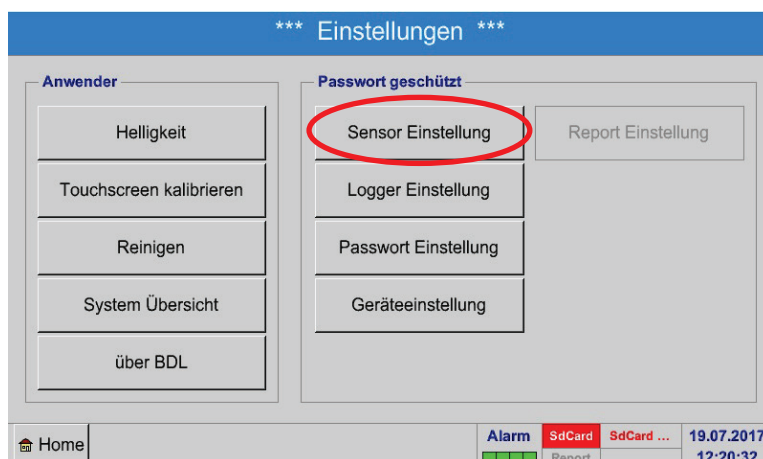 *** Einstellungen ***
Anwender
Helligkeit
Touchscreen kalibrieren
Reinigen
System Übersicht
über BDL
Passwort geschützt
Sensor Einstellung
Report Einstellung
Logger Einstellung
Passwort Einstellung
Geräteeinstellung
Home
Alarm
SdCard
SdCard ...
Report
19.07.2017
12:20:32